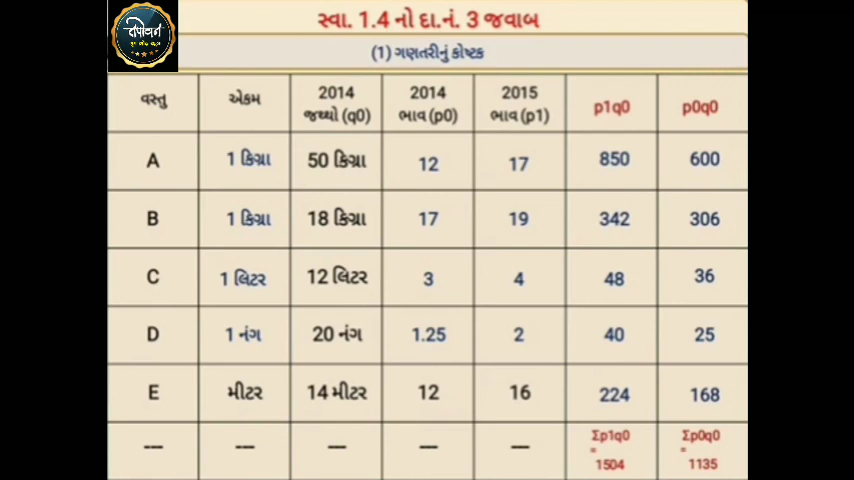 તપોવન
સ્વા. 1.4 નો દા.નં. 3 જવાબ
(1) ગણતરીનું કોષ્ટક
વસ્તુ એકમ 2014 જથ્થો (q0) 2014 ભાવ (p0) 2015 ભાવ (p1) p1q0 p0q0
A 1 કિગ્રા 50 કિગ્રા 12 17 850 600
B 1 કિગ્રા 18 કિગ્રા 17 19 342 306
C 1 લિટર 12 લિટર 3 4 48 36
D 1 નંગ 20 નંગ 1.25 2 40 25
E મીટર 14 મીટર 12 16 224 168
--- --- --- --- --- Σp1q0 = 1504 Σp0q0 = 1135